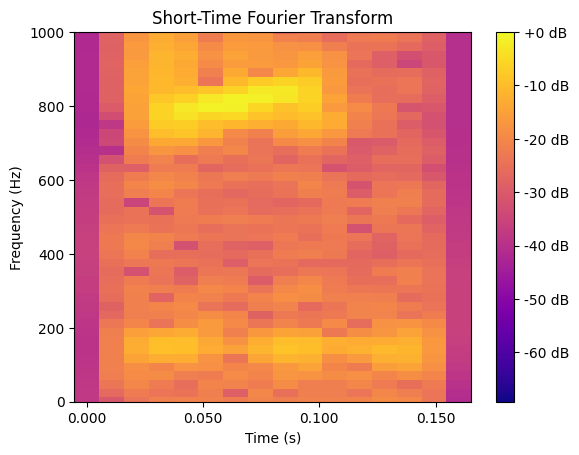 Short-Time Fourier Transform
1000
800
600
400
200
0
Frequency (Hz)
0.000
0.050
0.100
0.150
Time (s)
+0 dB
-10 dB
-20 dB
-30 dB
-40 dB
-50 dB
-60 dB